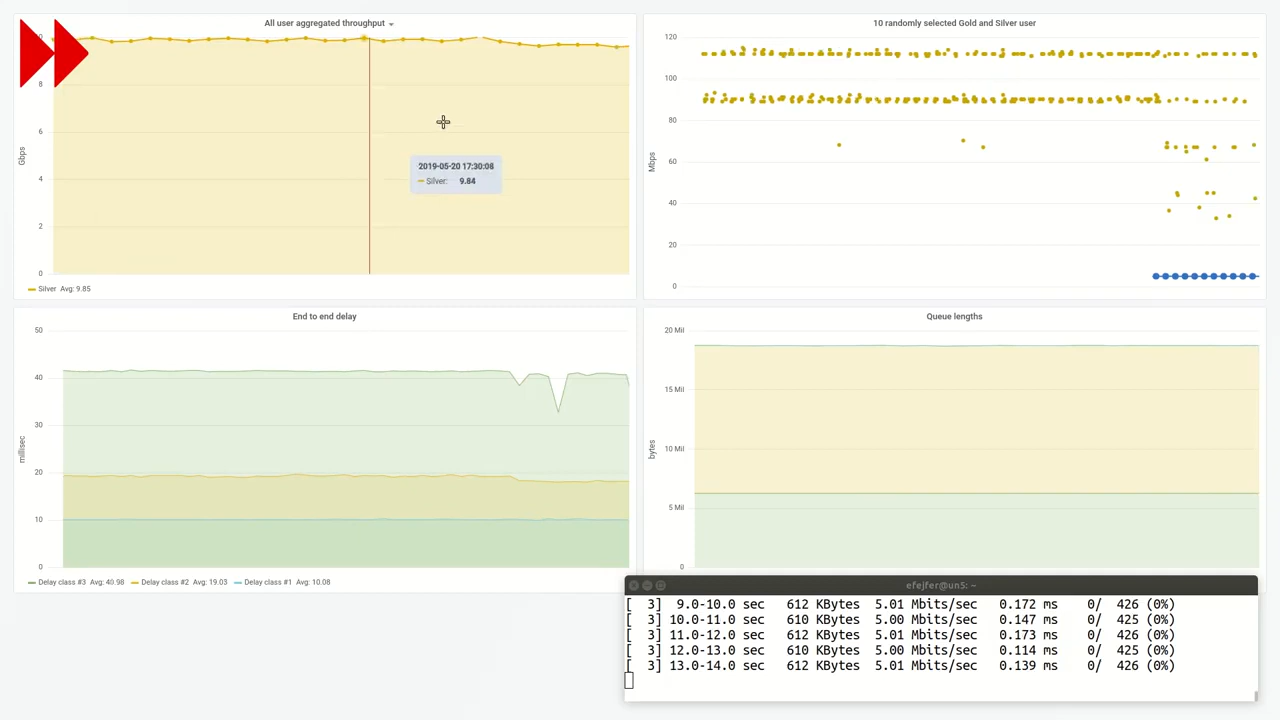 All user aggregated throughput
10
8
6
4
2
0
Gbps
2019-05-20 17:30:08
Silver: 9.84
Silver Avg: 9.85
10 randomly selected Gold and Silver user
120
100
80
60
40
20
0
Mbps
End to end delay
50
40
30
20
10
0
millisec
Delay class #3 Avg: 40.98 Delay class #2 Avg: 19.03 Delay class #1 Avg: 10.08
Queue lengths
20 Mil
15 Mil
10 Mil
5 Mil
0
bytes
efejfer@un5: ~
[ 3] 9.0-10.0 sec 612 KBytes 5.01 Mbits/sec 0.172 ms 0/ 426 (0%)
[ 3] 10.0-11.0 sec 610 KBytes 5.00 Mbits/sec 0.147 ms 0/ 425 (0%)
[ 3] 11.0-12.0 sec 612 KBytes 5.01 Mbits/sec 0.173 ms 0/ 426 (0%)
[ 3] 12.0-13.0 sec 610 KBytes 5.00 Mbits/sec 0.114 ms 0/ 425 (0%)
[ 3] 13.0-14.0 sec 612 KBytes 5.01 Mbits/sec 0.139 ms 0/ 426 (0%)